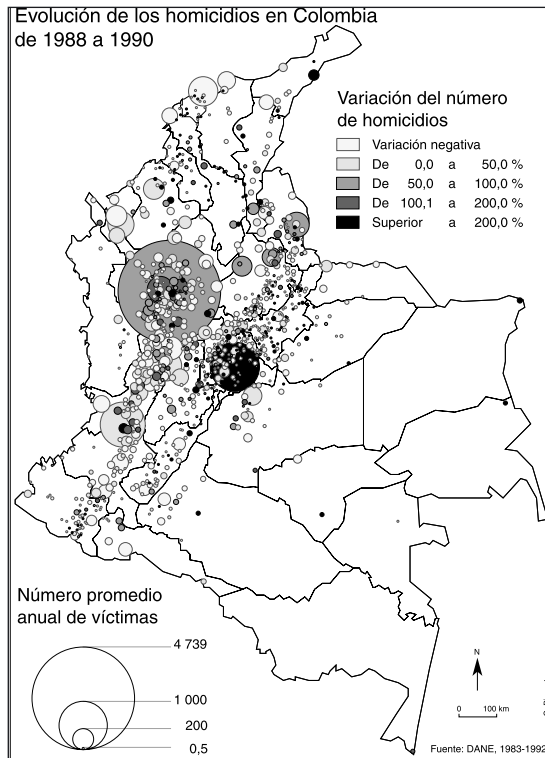 Evolución de los homicidios en Colombia
de 1988 a 1990
Variación del número
de homicidios
Variación negativa
De 0,0 a 50,0 %
De 50,0 a 100,0 %
De 100,1 a 200,0 %
Superior a 200,0 %
Número promedio
anual de víctimas
4 739
1 000
200
0,5
N
0 100 km
Fuente: DANE, 1983-1992